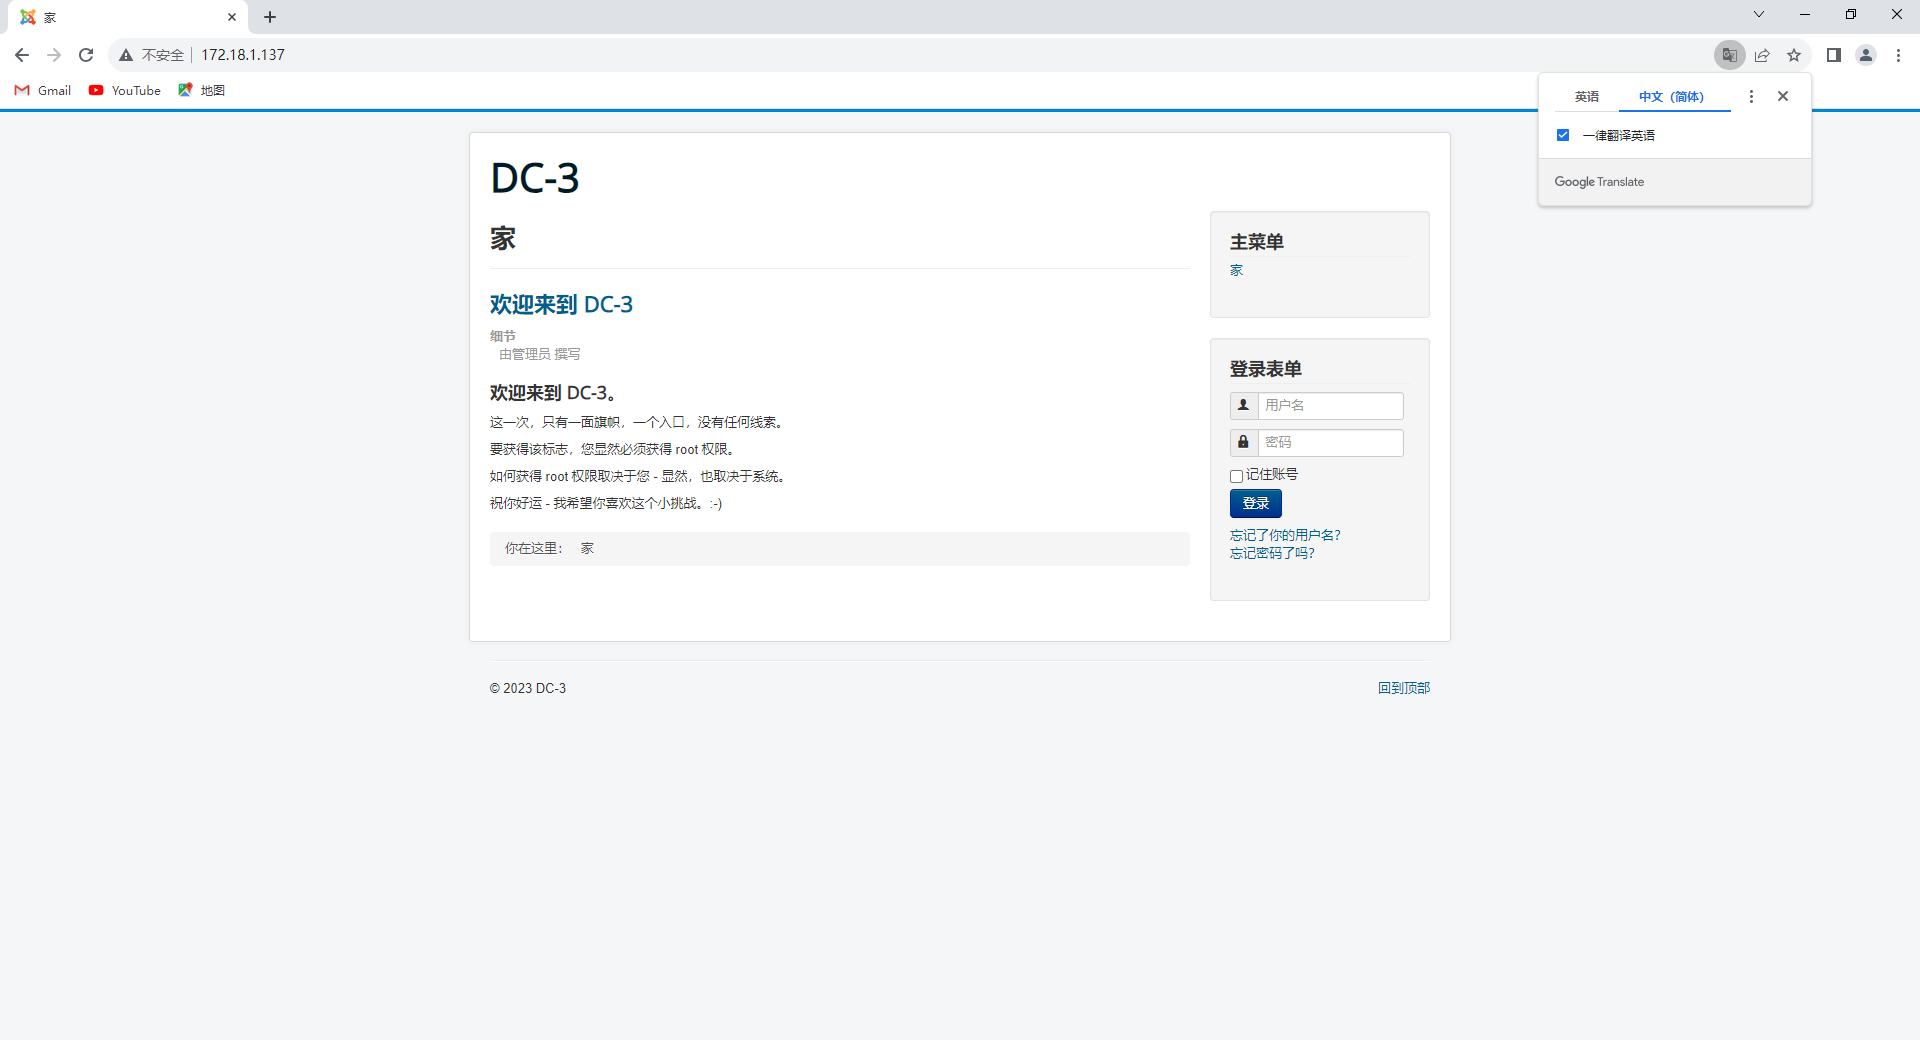 家
不安全
172.18.1.137
Gmail
YouTube
地图
英语
中文（简体）
一律翻译英语
Google Translate
DC-3
家
欢迎来到 DC-3
细节
由管理员 撰写
欢迎来到 DC-3。
这一次，只有一面旗帜，一个入口，没有任何线索。
要获得该标志，您显然必须获得 root 权限。
如何获得 root 权限取决于您 - 显然，也取决于系统。
祝你好运 - 我希望你喜欢这个小挑战。:-)
你在这里： 家
主菜单
家
登录表单
用户名
密码
记住账号
登录
忘记了你的用户名?
忘记密码了吗?
© 2023 DC-3
回到顶部